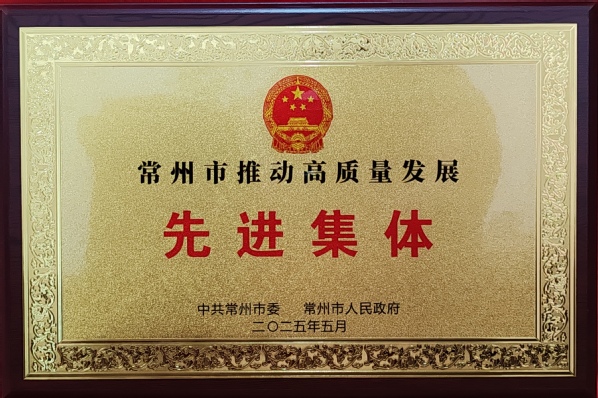 常州市推动高质量发展
先进集体
中共常州市委 常州市人民政府
二〇二五年五月